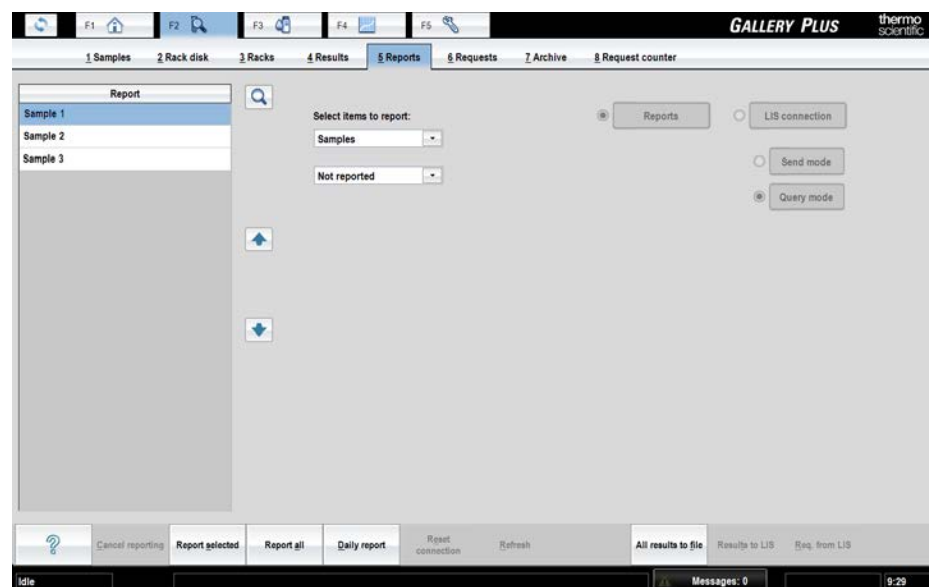 F1 F2 F3 F4 F5 GALLERY PLUS thermo scientific
1 Samples 2 Rack disk 3 Racks 4 Results 5 Reports 6 Requests 7 Archive 8 Request counter
Report
Sample 1
Sample 2
Sample 3
Select items to report:
Samples
Not reported
Reports LIS connection
Send mode
Query mode
? Cancel reporting Report selected Report all Daily report Reset connection Refresh All results to file Results to LIS Req. from LIS
Idle Messages: 0 9:29